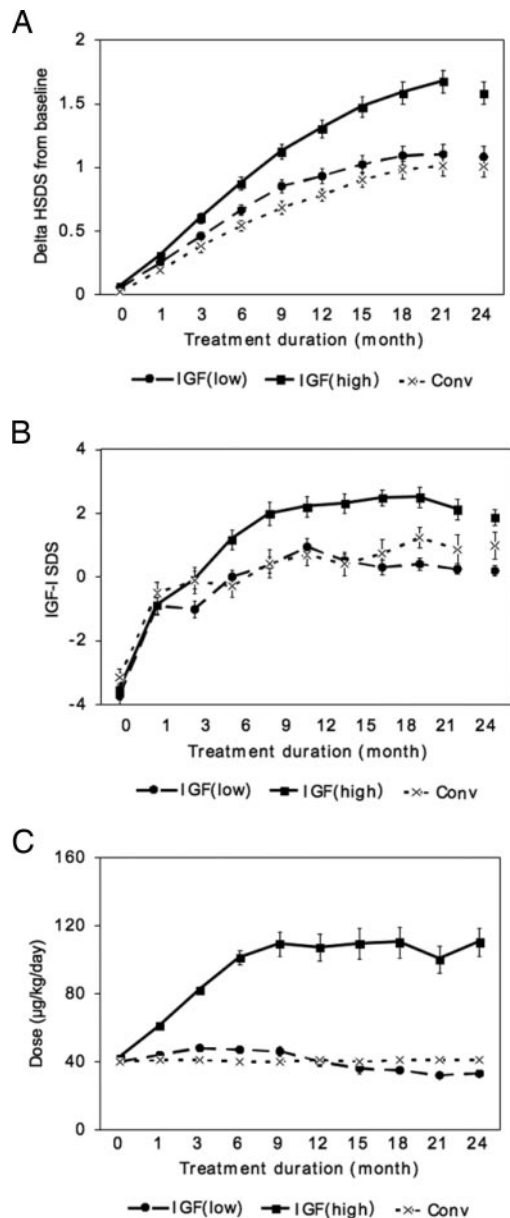 A
Delta HSDS from baseline
2
1.5
1
0.5
0
0 1 3 6 9 12 15 18 21 24
Treatment duration (month)
IGF(low) IGF(high) Conv
B
IGF-I SDS
4
2
0
-2
-4
0 1 3 6 9 12 15 18 21 24
Treatment duration (month)
IGF(low) IGF(high) Conv
C
Dose (µg/kg/day)
160
120
80
40
0
0 1 3 6 9 12 15 18 21 24
Treatment duration (month)
IGF(low) IGF(high) Conv